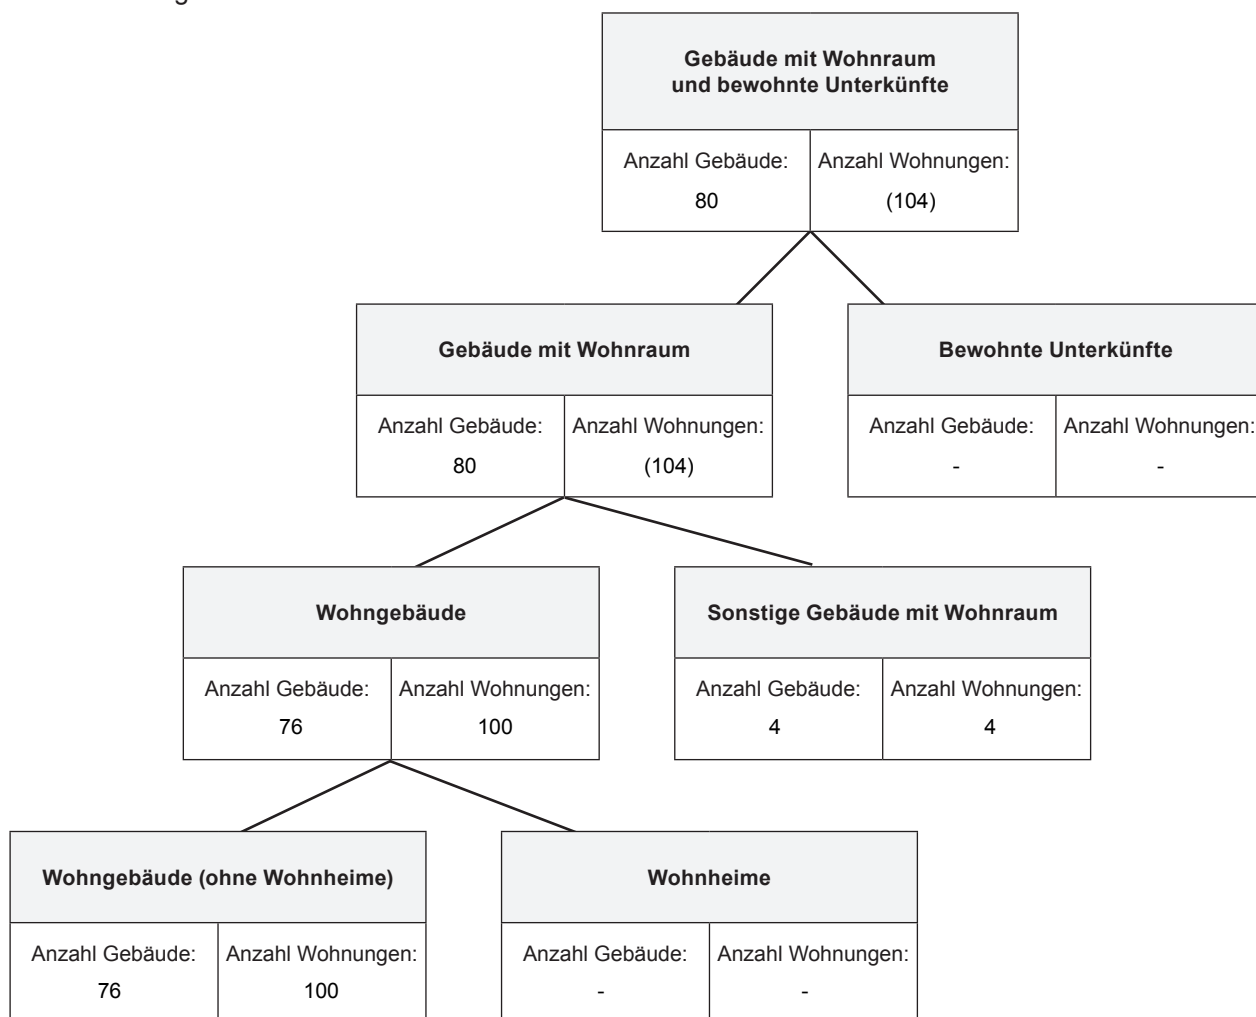 Gebäude mit Wohnraum
und bewohnte Unterkünfte
Anzahl Gebäude: Anzahl Wohnungen:
80 (104)
Gebäude mit Wohnraum
Anzahl Gebäude: Anzahl Wohnungen:
80 (104)
Bewohnte Unterkünfte
Anzahl Gebäude: Anzahl Wohnungen:
- -
Wohngebäude
Anzahl Gebäude: Anzahl Wohnungen:
76 100
Sonstige Gebäude mit Wohnraum
Anzahl Gebäude: Anzahl Wohnungen:
4 4
Wohngebäude (ohne Wohnheime)
Anzahl Gebäude: Anzahl Wohnungen:
76 100
Wohnheime
Anzahl Gebäude: Anzahl Wohnungen:
- -